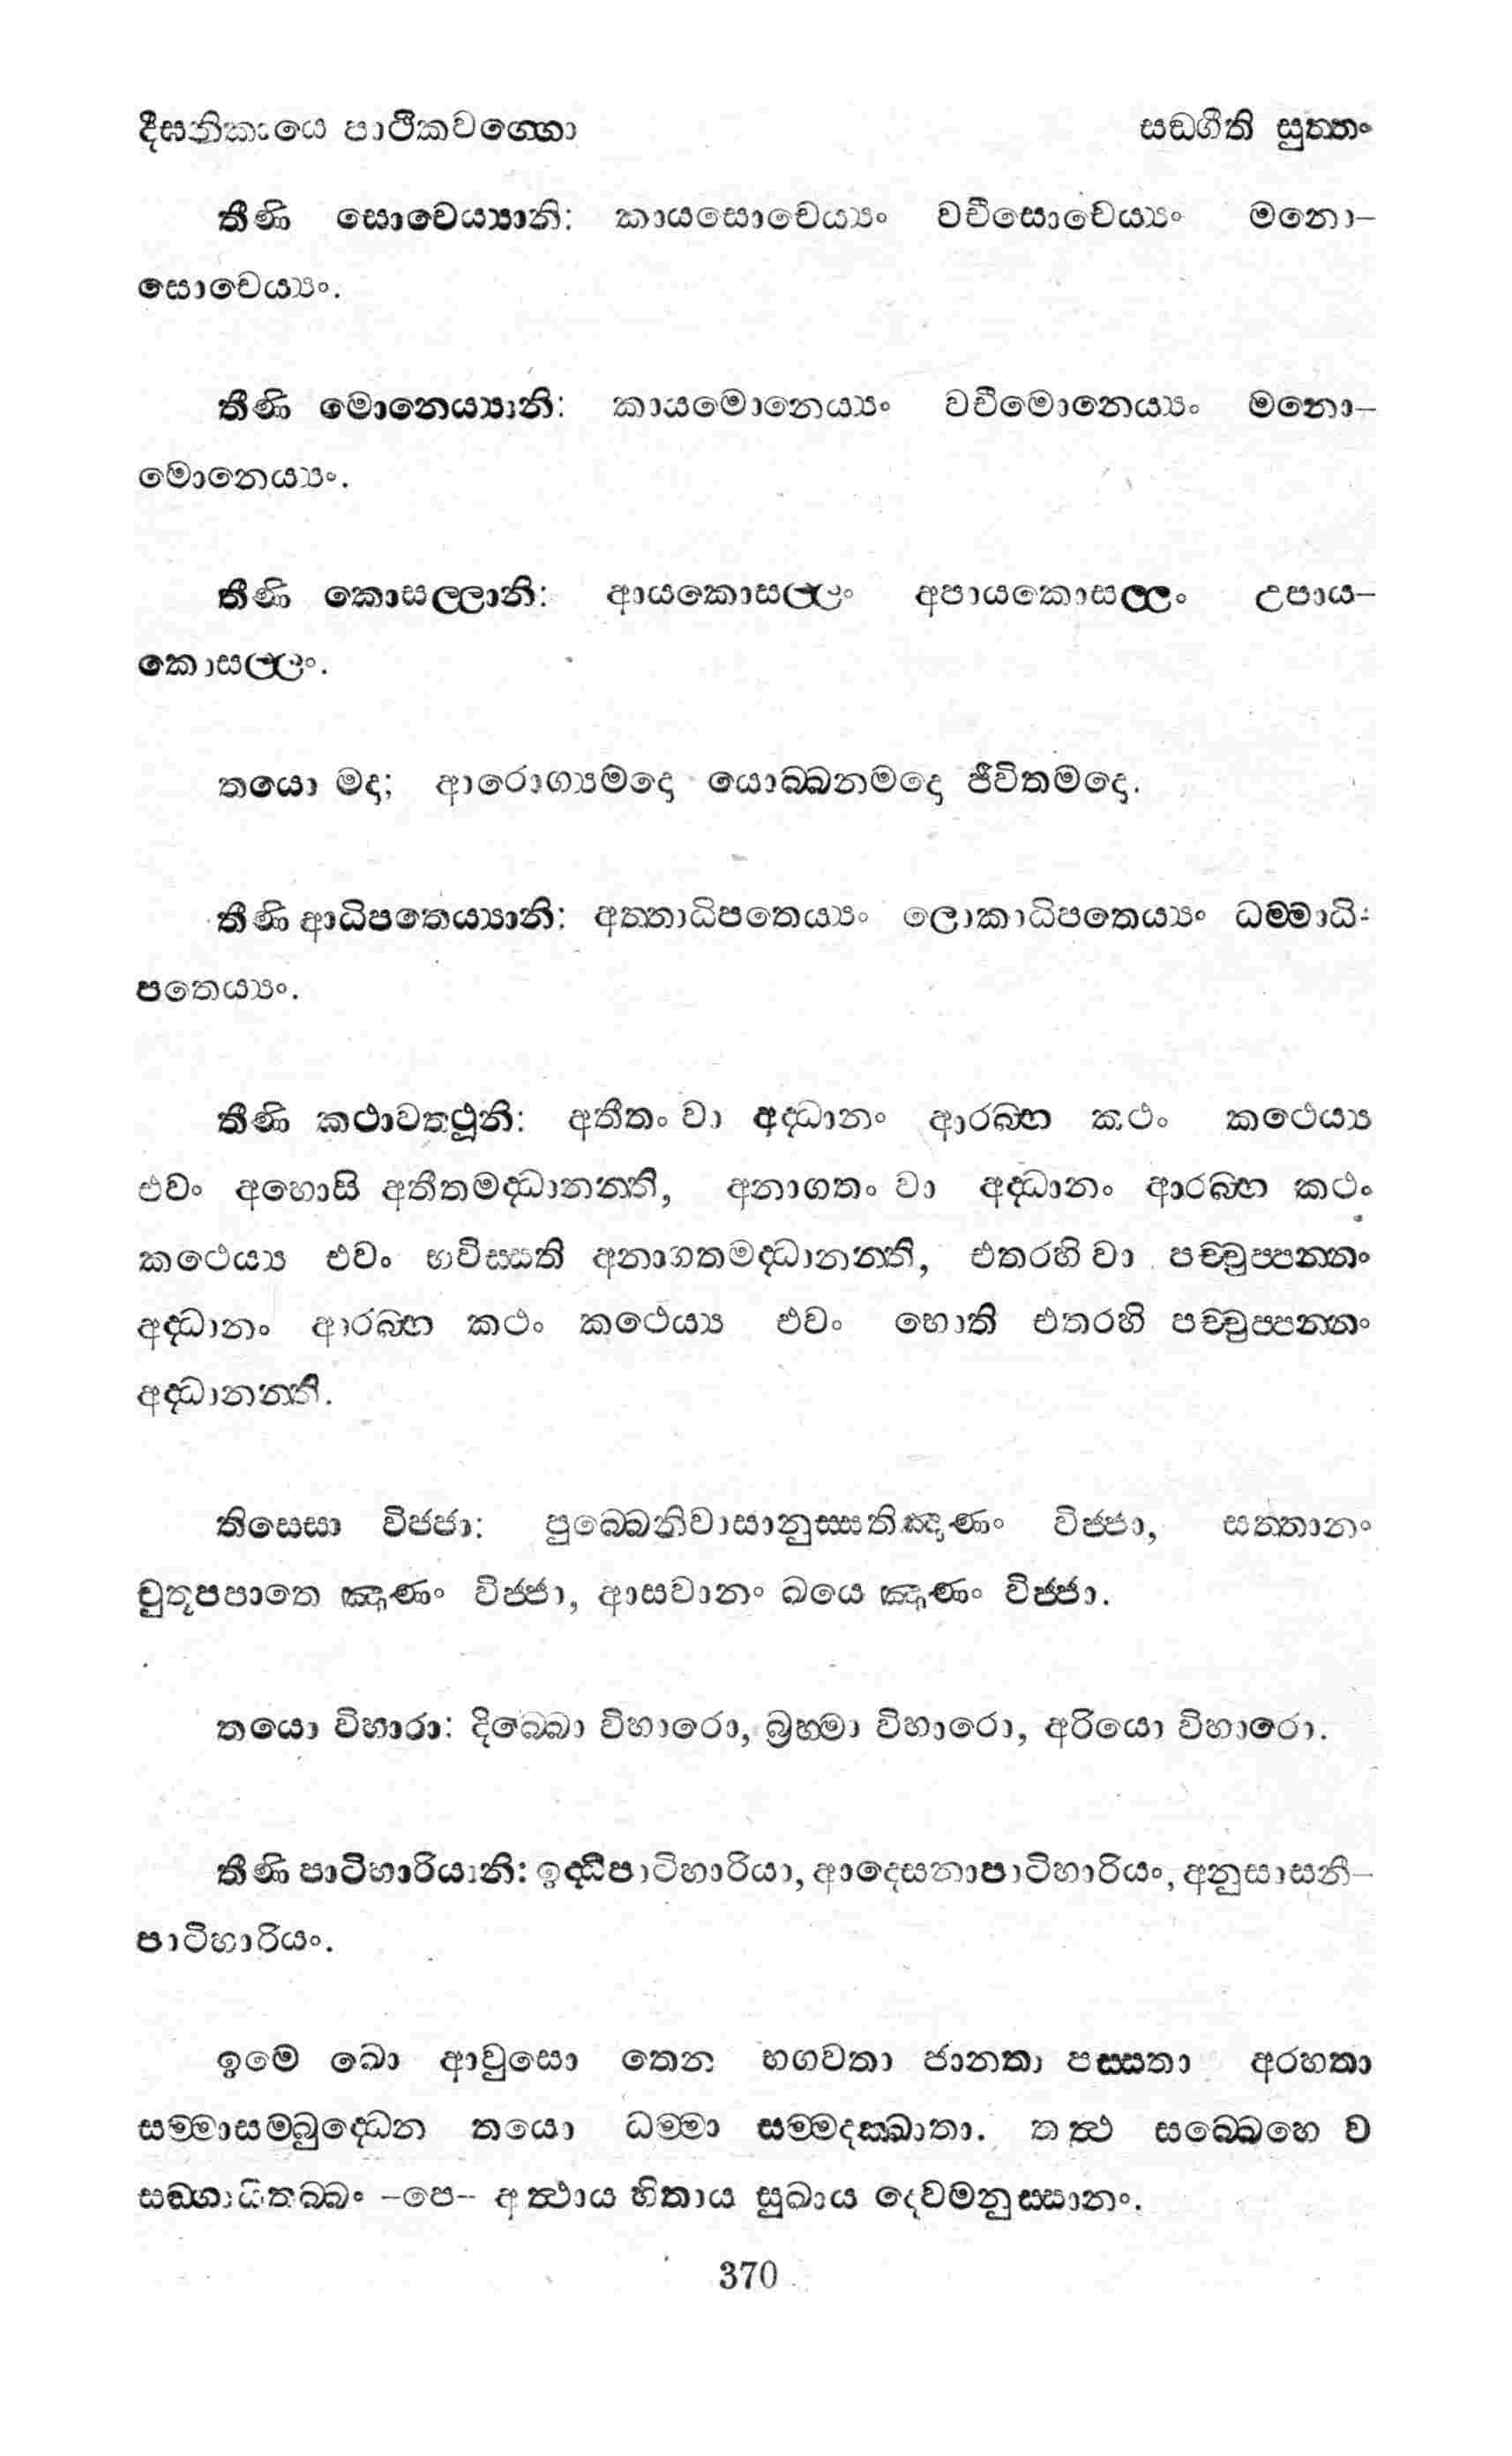 දීඝනිකායෙ පාථිකවග්ගො සඞගීති සුත්තං
තීණි සොචෙය්‍යානි: කායසොචෙය්‍යං වචීසොචෙය්‍යං මනො–
සොචෙය්‍යං.
තීණි මොනෙය්‍යානි: කායමොනෙය්‍යං වචීමොනෙය්‍යං මනො–
මොනෙය්‍යං.
තීණි කොසල්ලානි: ආයකොසල්ලං අපායකොසල්ලං උපාය–
කොසල්ලං.
තයො මදා; ආරොග්‍යමදො යොබ්බනමදො ජීවිතමදො.
තීණි ආධිපතෙය්‍යානි: අත්තාධිපතෙය්‍යං ලොකාධිපතෙය්‍යං ධම්මාධි-
පතෙය්‍යං.
තීණි කථාවත්‍ථූනි: අතීතං වා අද්ධානං ආරබ්භ කථං කථෙය්‍ය
එවං අහොසි අතීතමද්ධානන්ති, අනාගතං වා අද්ධානං ආරබ්භ කථං
කථෙය්‍ය එවං භවිස්සති අනාගතමද්ධානන්ති, එතරහි වා පච්චුප්පන්නං
අද්ධානං ආරබ්භ කථං කථෙය්‍ය එවං හොති එතරහි පච්චුප්පන්නං
අද්ධානන්ති.
තිස්සො විජ්ජා: පුබ්බෙනිවාසානුස්සතිඤාණං විජ්ජා, සත්තානං
චුතූපපාතෙ ඤාණං විජ්ජා, ආසවානං ඛයෙ ඤාණං විජ්ජා.
තයො විහාරා: දිබ්බො විහාරො, බ්‍රහ්මා විහාරො, අරියො විහාරො.
තීණි පාටිහාරියානි: ඉද්ධිපාටිහාරියා, ආදෙසනාපාටිහාරියං, අනුසාසනී–
පාටිහාරියං.
ඉමෙ ඛො ආවුසො තෙන භගවතා ජානතා පස්සතා අරහතා
සම්මාසම්බුද්ධෙන තයො ධම්මා සම්මදක්ඛාතා. තත්‍ථ සබ්බෙහෙ ව
සඞ්ගායිතබ්බං –පෙ– අත්‍ථාය හිතාය සුඛාය දෙවමනුස්සානං.
370